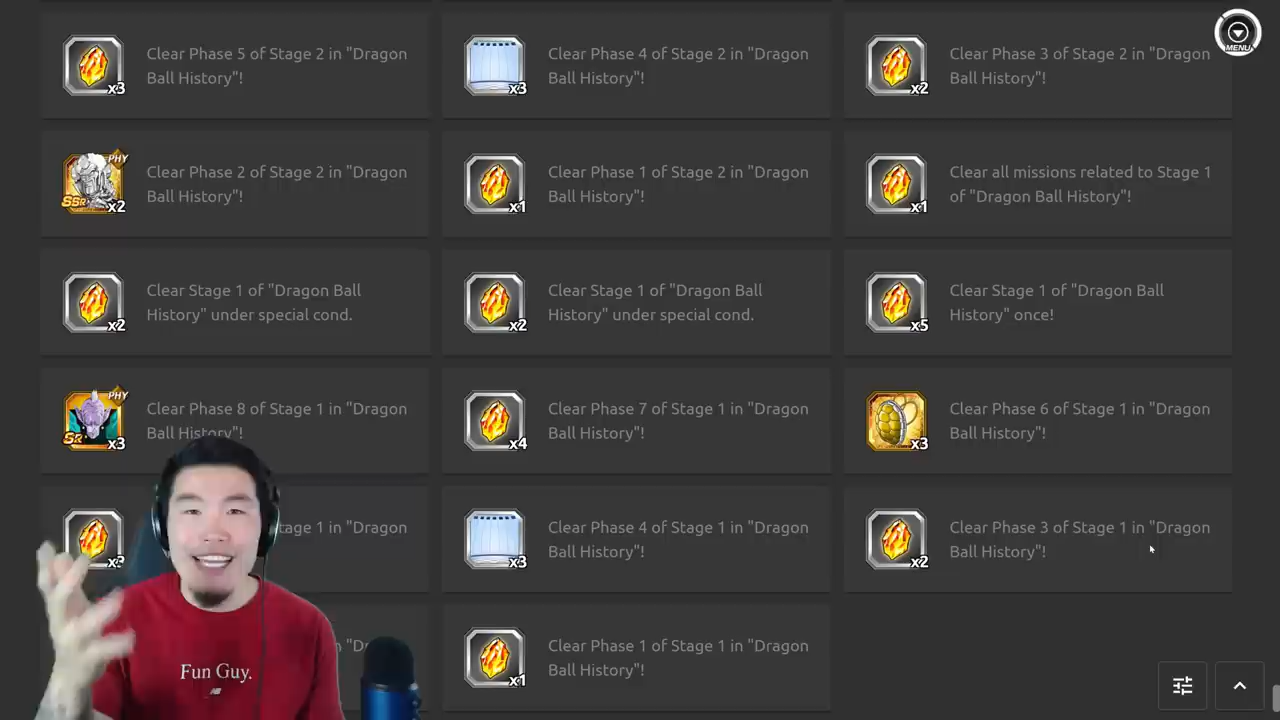 MENU
x3
Clear Phase 5 of Stage 2 in "Dragon
Ball History"!
x3
Clear Phase 4 of Stage 2 in "Dragon
Ball History"!
x2
Clear Phase 3 of Stage 2 in "Dragon
Ball History"!
PHY
SSR
x2
Clear Phase 2 of Stage 2 in "Dragon
Ball History"!
x1
Clear Phase 1 of Stage 2 in "Dragon
Ball History"!
x1
Clear all missions related to Stage 1
of "Dragon Ball History"!
x2
Clear Stage 1 of "Dragon Ball
History" under special cond.
x2
Clear Stage 1 of "Dragon Ball
History" under special cond.
x5
Clear Stage 1 of "Dragon Ball
History" once!
PHY
SR
x3
Clear Phase 8 of Stage 1 in "Dragon
Ball History"!
x4
Clear Phase 7 of Stage 1 in "Dragon
Ball History"!
x3
Clear Phase 6 of Stage 1 in "Dragon
Ball History"!
tage 1 in "Dragon
x3
Clear Phase 4 of Stage 1 in "Dragon
Ball History"!
x2
Clear Phase 3 of Stage 1 in "Dragon
Ball History"!
x1
Clear Phase 1 of Stage 1 in "Dragon
Ball History"!
Fun Guy.